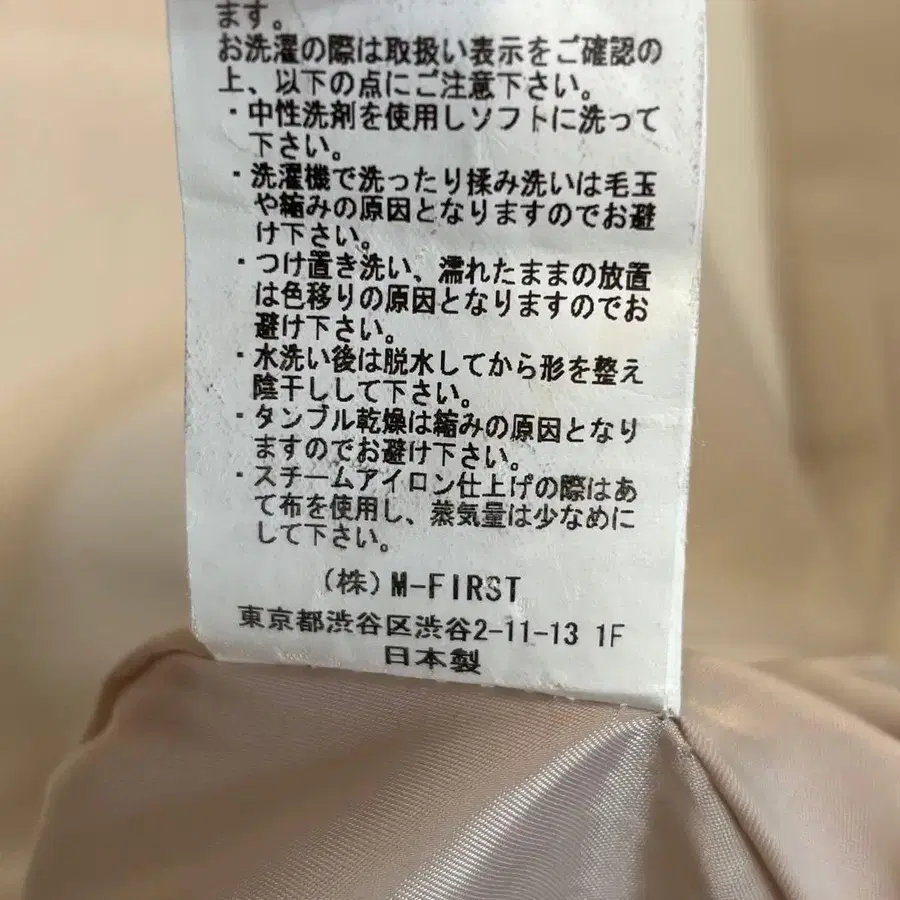 ます。
お洗濯の際は取扱い表示をご確認の
上、以下の点にご注意下さい。
・中性洗剤を使用しソフトに洗って
下さい。
・洗濯機で洗ったり揉み洗いは毛玉
や縮みの原因となりますのでお避
け下さい。
・つけ置き洗い、濡れたままの放置
は色移りの原因となりますのでお
避け下さい。
・水洗い後は脱水してから形を整え
陰干しして下さい。
・タンブル乾燥は縮みの原因となり
ますのでお避け下さい。
・スチームアイロン仕上げの際はあ
て布を使用し、蒸気量は少なめに
して下さい。
(株)M-FIRST
東京都渋谷区渋谷2-11-13 1F
日本製